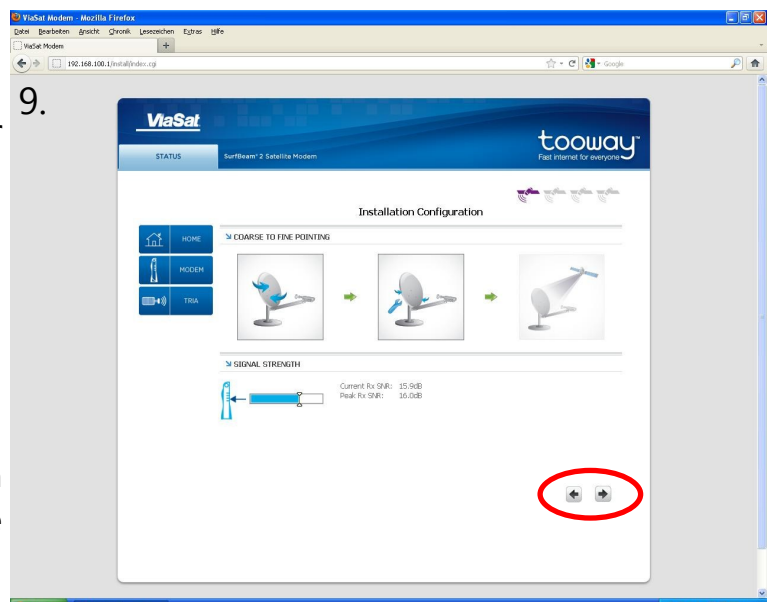 ViaSat Modem - Mozilla Firefox
Datei Bearbeiten Ansicht Chronik Lesezeichen Extras Hilfe
ViaSat Modem
192.168.100.1/install/index.cgi
Google
9.
ViaSat
tooway™
Fast internet for everyone
STATUS
SurfBeam® 2 Satellite Modem
Installation Configuration
HOME
COARSE TO FINE POINTING
MODEM
TRIA
SIGNAL STRENGTH
Current Rx SNR: 15.9dB
Peak Rx SNR: 16.0dB